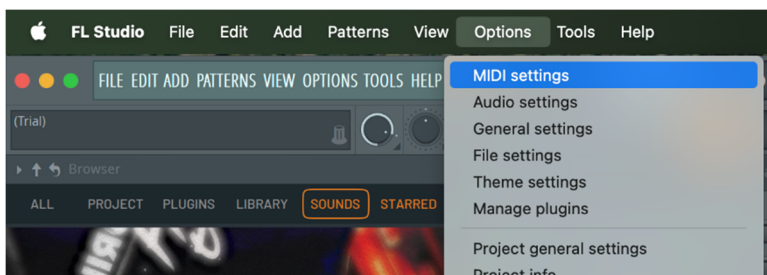 FL Studio File Edit Add Patterns View Options Tools Help
FILE EDIT ADD PATTERNS VIEW OPTIONS TOOLS HELP
MIDI settings
Audio settings
(Trial)
General settings
File settings
Browser
Theme settings
ALL PROJECT PLUGINS LIBRARY SOUNDS STARRED
Manage plugins
Project general settings
Project info